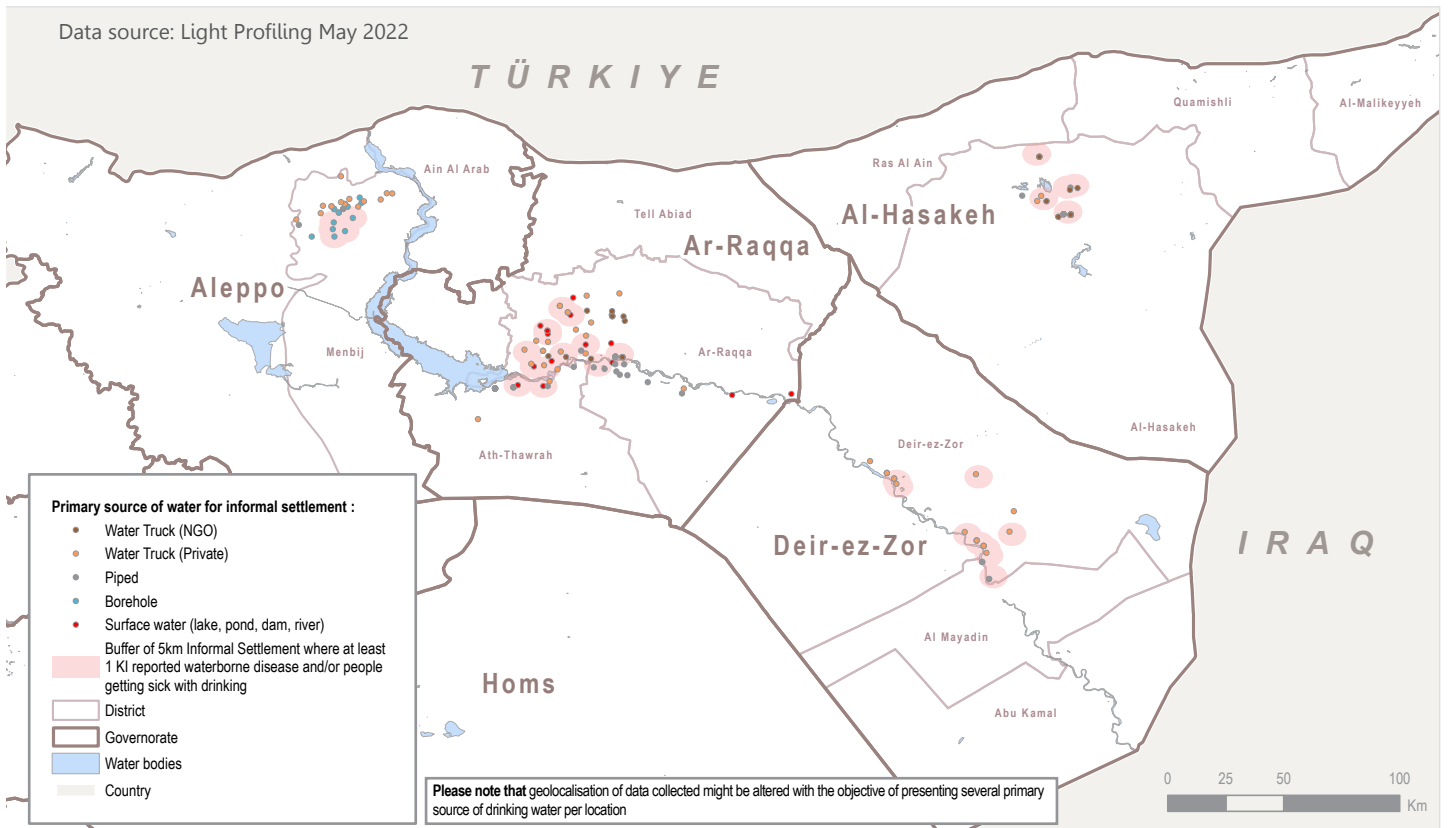 Data source: Light Profiling May 2022
TÜRKIYE
Quamishli
Al-Malikeyyeh
Ain Al Arab
Ras Al Ain
Tell Abiad
Al-Hasakeh
Ar-Raqqa
Aleppo
Menbij
Ar-Raqqa
Al-Hasakeh
Deir-ez-Zor
Ath-Thawrah
Deir-ez-Zor
IRAQ
Al Mayadin
Homs
Abu Kamal
Primary source of water for informal settlement :
Water Truck (NGO)
Water Truck (Private)
Piped
Borehole
Surface water (lake, pond, dam, river)
Buffer of 5km Informal Settlement where at least
1 KI reported waterborne disease and/or people
getting sick with drinking
District
Governorate
Water bodies
Country
Please note that geolocalisation of data collected might be altered with the objective of presenting several primary
source of drinking water per location
0 25 50 100
Km